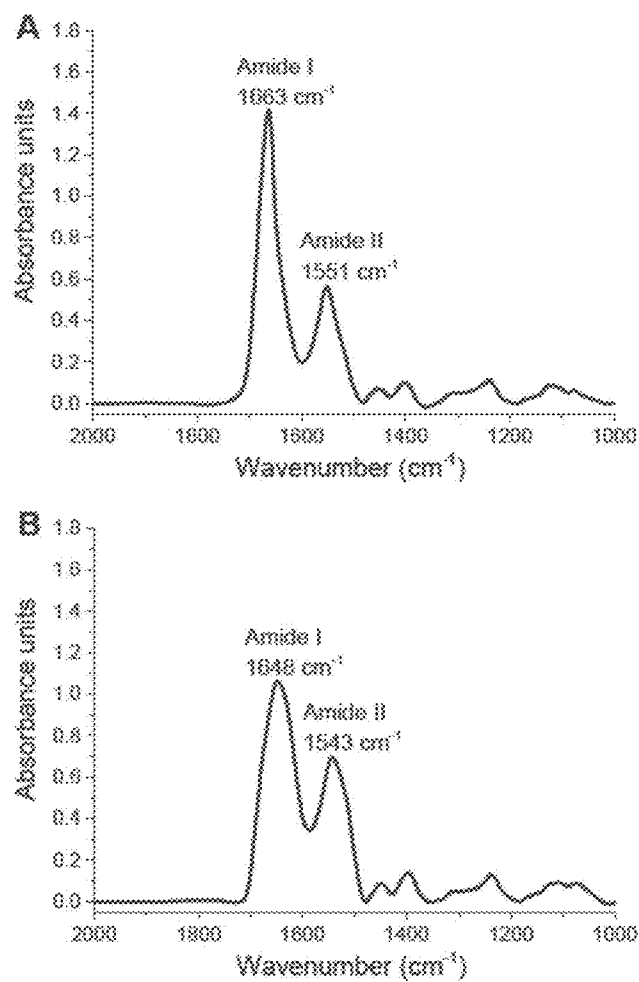 A
Amide I
1663 cm⁻¹
Amide II
1551 cm⁻¹
Absorbance units
1.8
1.6
1.4
1.2
1.0
0.8
0.6
0.4
0.2
0.0
2000 1800 1600 1400 1200 1000
Wavenumber (cm⁻¹)
B
Amide I
1648 cm⁻¹
Amide II
1543 cm⁻¹
Absorbance units
1.8
1.6
1.4
1.2
1.0
0.8
0.6
0.4
0.2
0.0
2000 1800 1600 1400 1200 1000
Wavenumber (cm⁻¹)